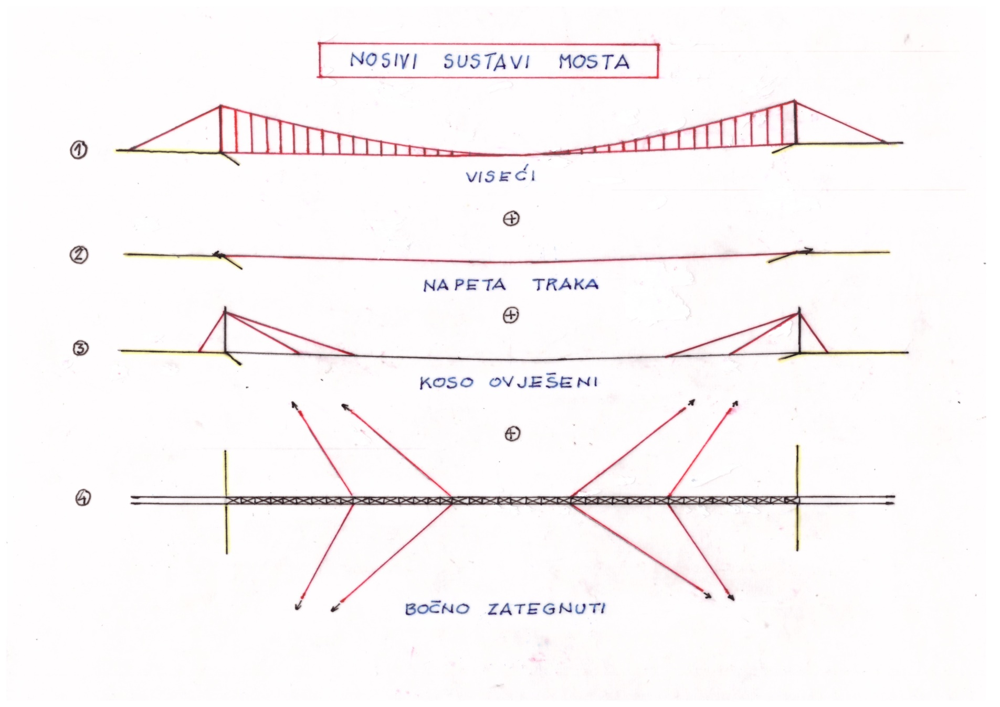 NOSIVI SUSTAVI MOSTA
1
VISEĆI
+
2
NAPETA TRAKA
+
3
KOSO OVJEŠENI
+
4
BOČNO ZATEGNUTI